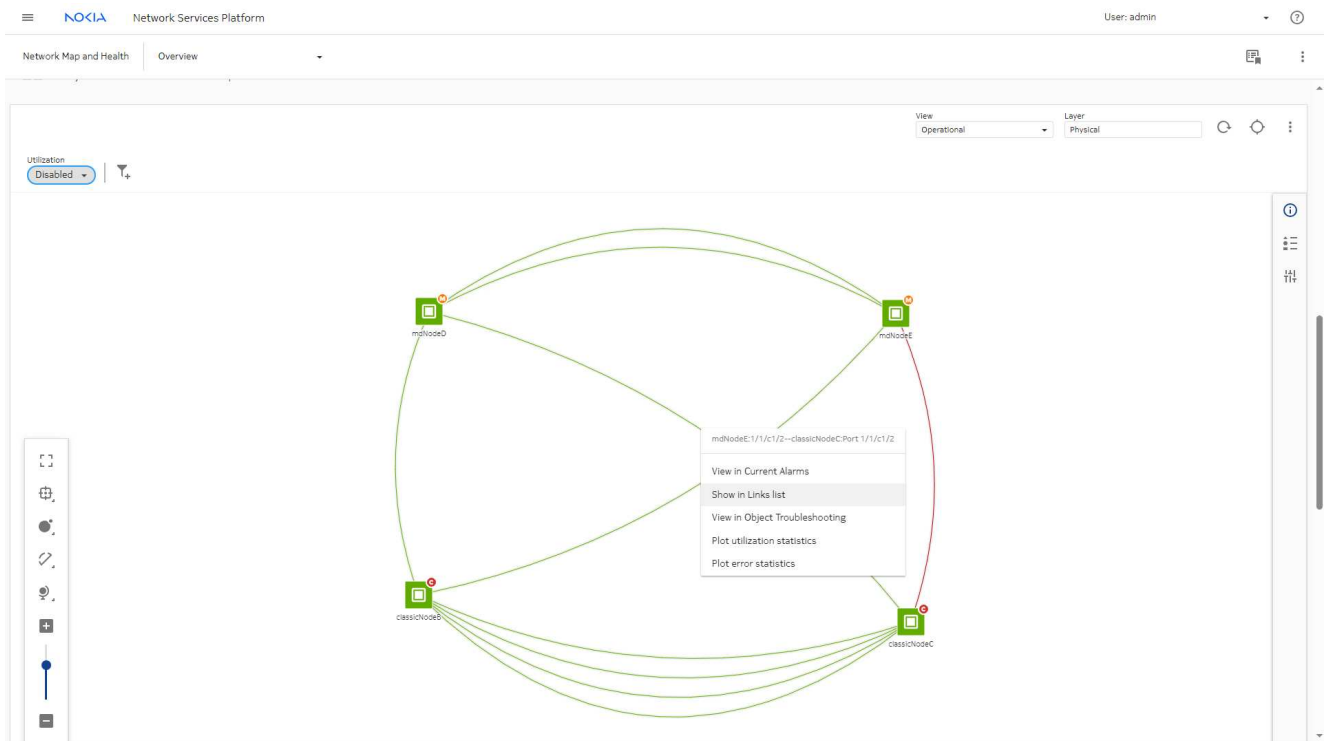 NOKIA Network Services Platform User: admin
Network Map and Health Overview
View
Operational
Layer
Physical
Utilization
Disabled
M
mdNodeD
M
mdNodeE
mdNodeE:1/1/c1/2--classicNodeC:Port 1/1/c1/2
View in Current Alarms
Show in Links list
View in Object Troubleshooting
Plot utilization statistics
Plot error statistics
C
classicNodeB
C
classicNodeC